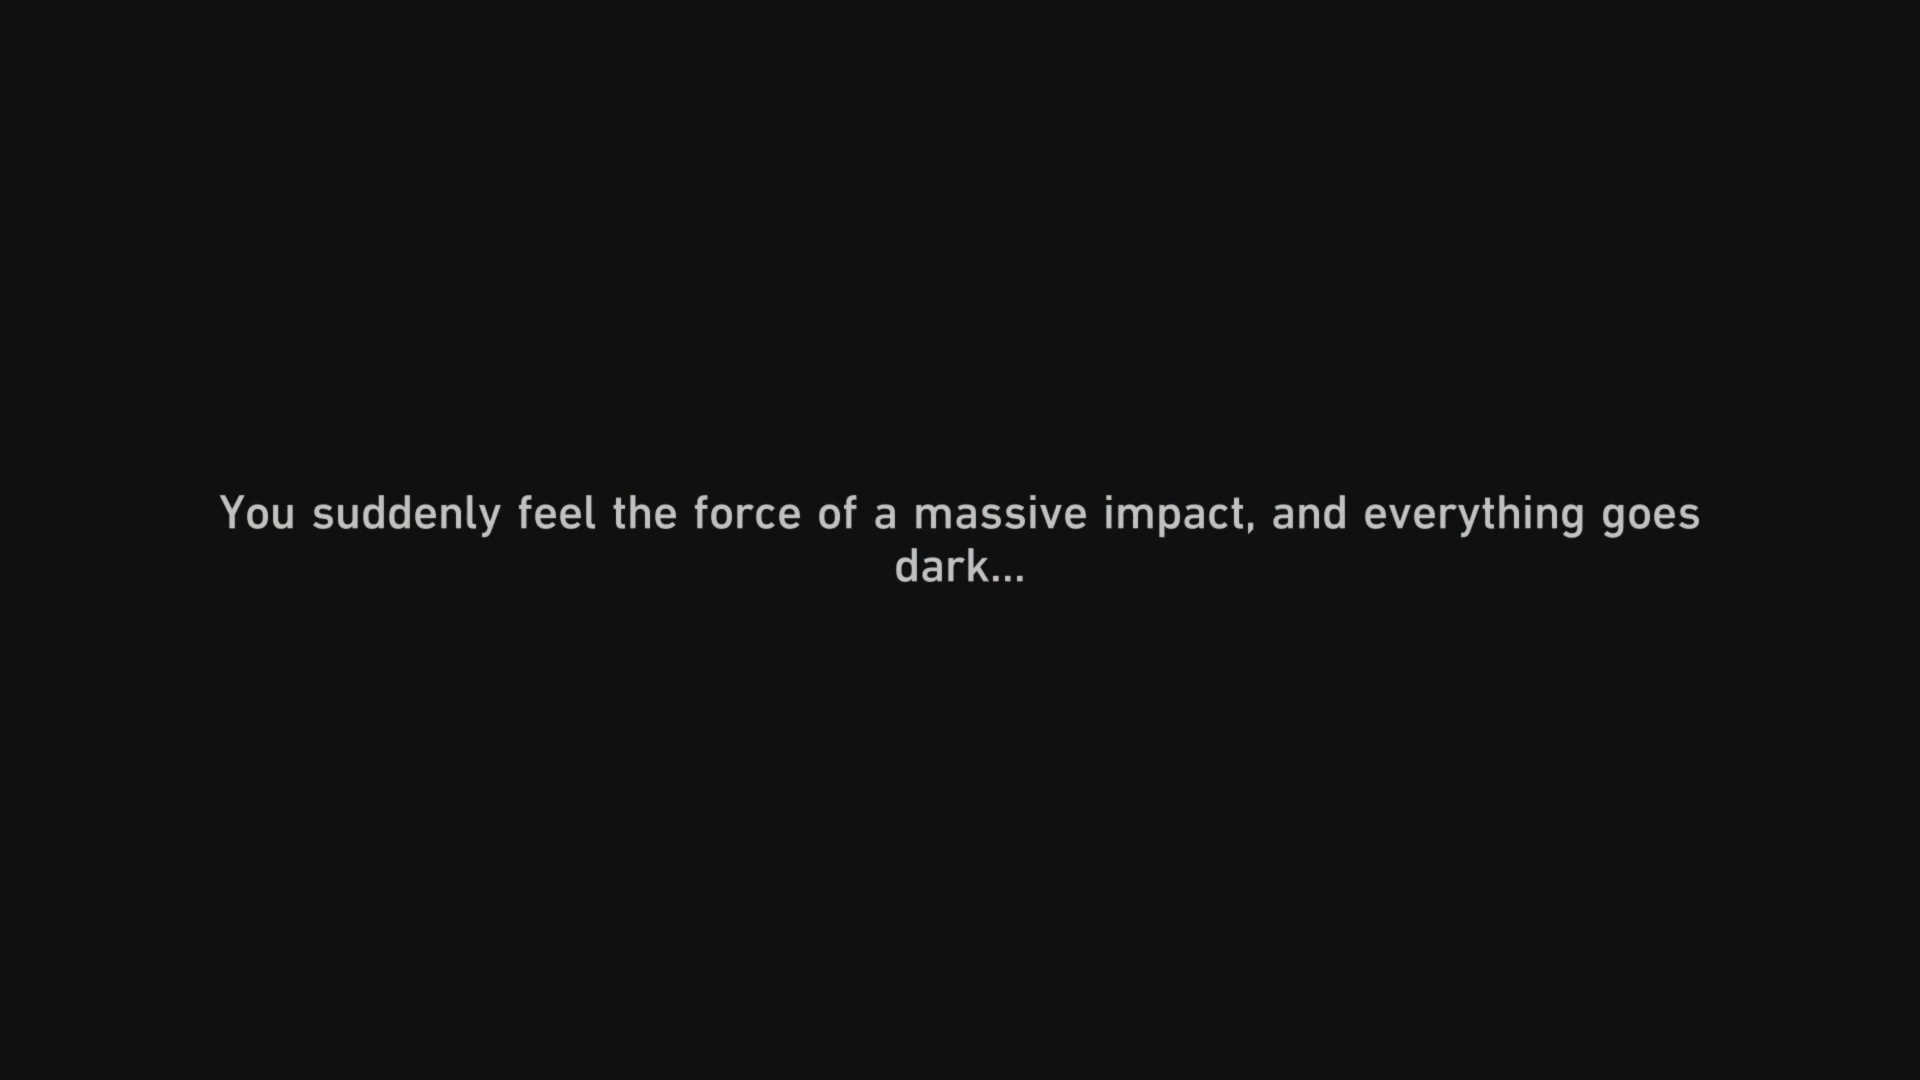 You suddenly feel the force of a massive impact, and everything goes
dark...